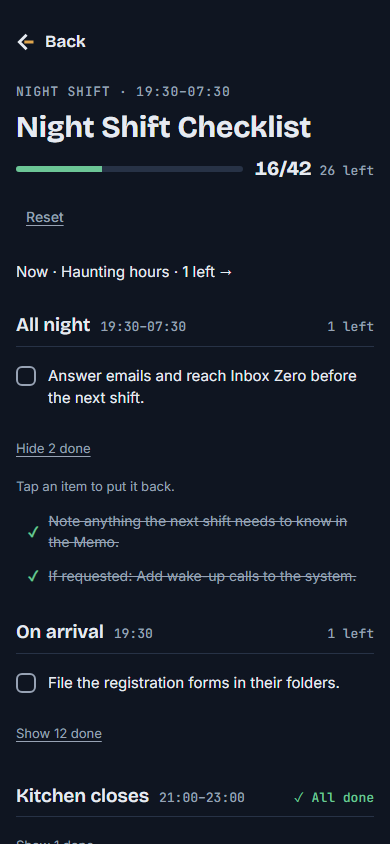 Back
NIGHT SHIFT · 19:30–07:30
Night Shift Checklist
16/42 26 left
Reset
Now · Haunting hours · 1 left →
All night 19:30–07:30 1 left
Answer emails and reach Inbox Zero before
the next shift.
Hide 2 done
Tap an item to put it back.
Note anything the next shift needs to know in
the Memo.
If requested: Add wake-up calls to the system.
On arrival 19:30 1 left
File the registration forms in their folders.
Show 12 done
Kitchen closes 21:00–23:00 ✓ All done
Show 1 done